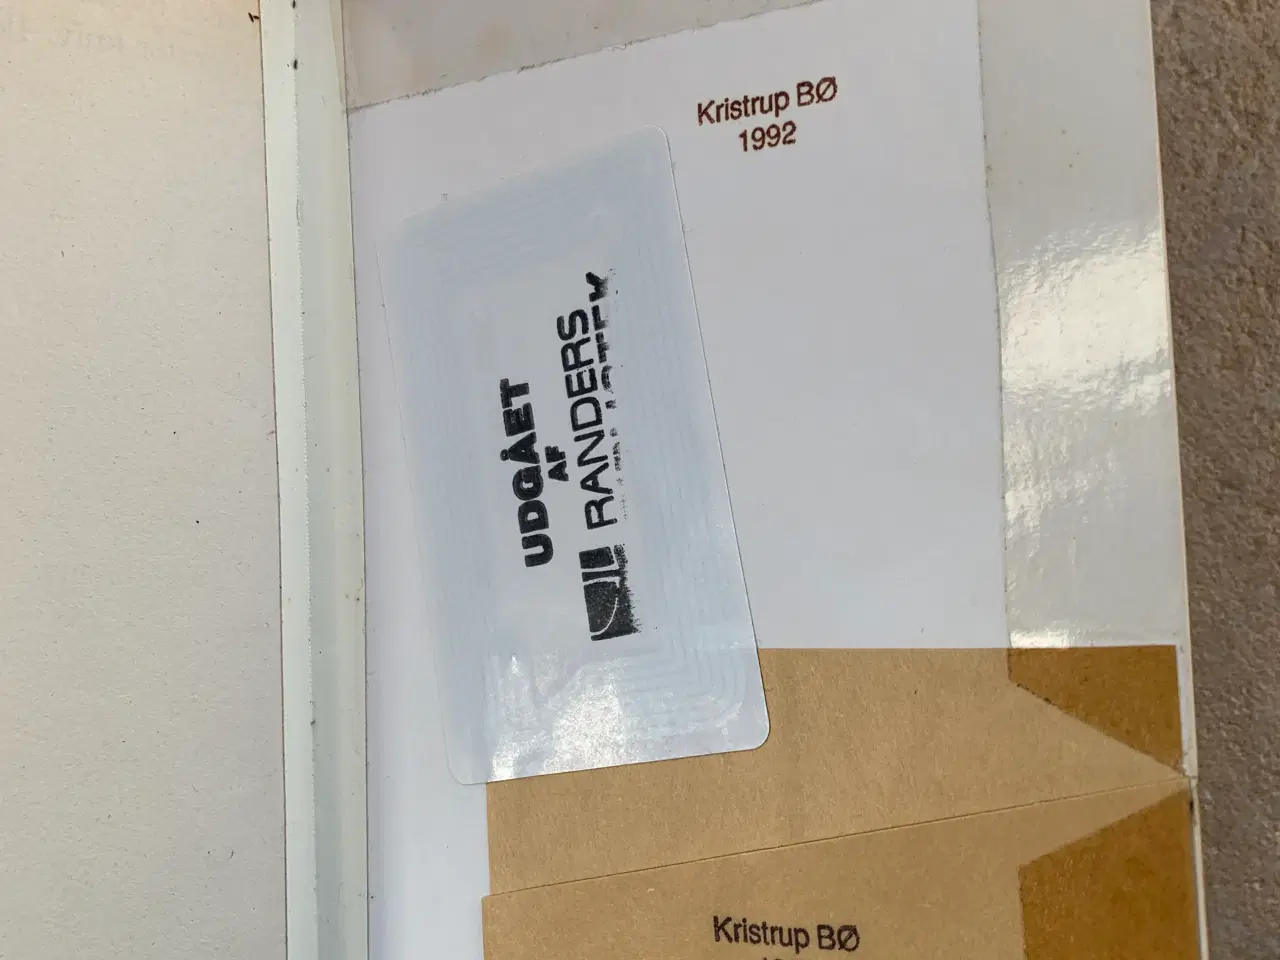 Kristrup BØ
1992
UDGÅET
AF
RANDERS
Kristrup BØ